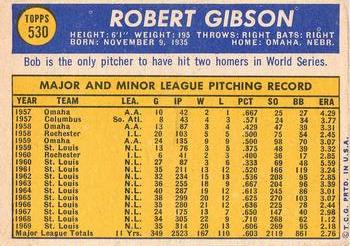 TOPPS
530
ROBERT GIBSON
HEIGHT: 6'1" WEIGHT: 195 THROWS: RIGHT BATS: RIGHT
BORN: NOVEMBER 9, 1935 HOME: OMAHA, NEBR.
Bob is the only pitcher to have hit two homers in World Series.
MAJOR AND MINOR LEAGUE PITCHING RECORD
YEAR TEAM LEA. G IP W L PCT SO BB ERA
1957 Omaha A.A. 10 42 2 1 .667 25 27 4.29
1957 Columbus So. Atl. 8 43 4 3 .571 24 34 3.77
1958 Omaha A.A. 13 87 3 4 .429 47 39 3.31
1958 Rochester I.L. 20 103 5 5 .500 75 54 2.45
1959 Omaha A.A. 24 135 9 9 .500 98 70 3.07
1959 St. Louis N.L. 13 76 3 5 .375 48 39 3.32
1960 St. Louis N.L. 27 87 3 6 .333 69 48
1960 Rochester I.L. 6 41 2 3 .400 36 17 2.85
1961 St. Louis N.L. 35 211 13 12 .520 166 119 3.24
1962 St. Louis N.L. 32 234 15 13 .536 208 95 2.85
1963 St. Louis N.L. 36 255 18 9 .667 204 96 3.39
1964 St. Louis N.L. 40 287 19 12 .613 245 86 3.01
1965 St. Louis N.L. 38 299 20 12 .625 270 103 3.07
1966 St. Louis N.L. 35 280 21 12 .636 225 78 2.44
1967 St. Louis N.L. 24 175 13 7 .650 147 40 2.98
1968 St. Louis N.L. 34 305 22 9 .710 268 62 1.12
1969 St. Louis N.L. 35 314 20 13 .606 269 95 2.18
Major League Totals 11 Yrs. 349 2523 167 110 .603 2119 861 2.76
© T.C.G. PRTD. IN U.S.A.